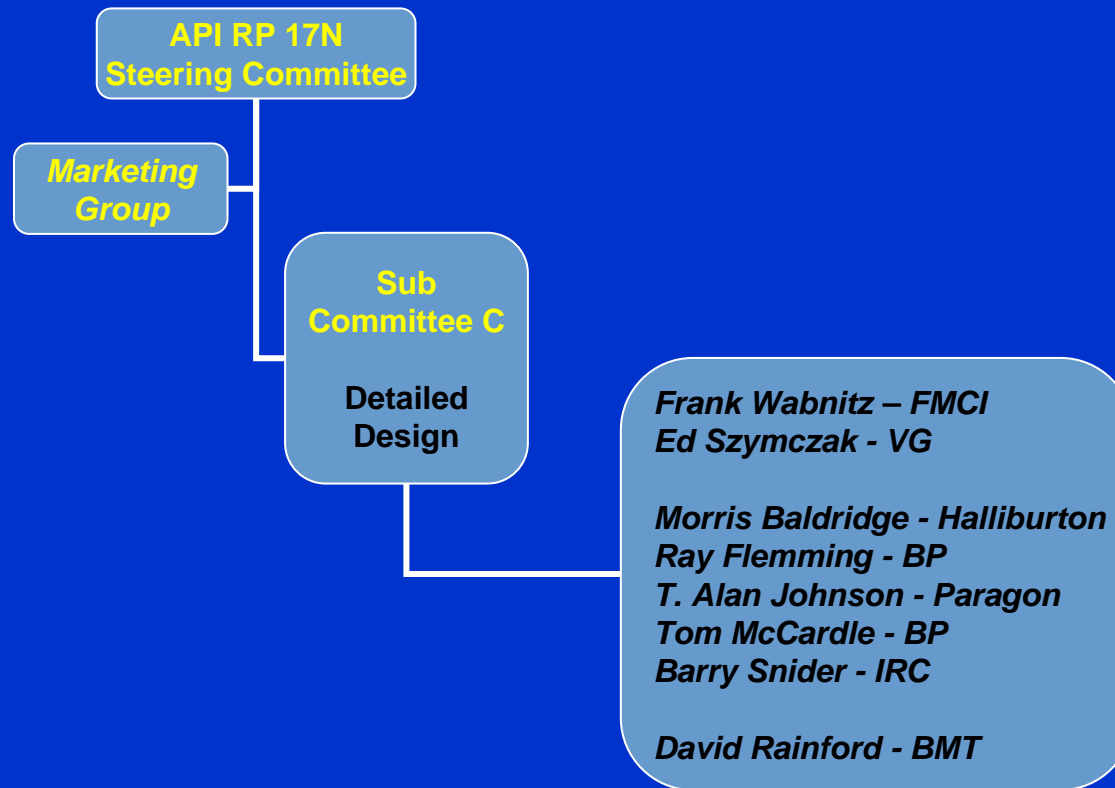 API RP 17N
Steering Committee
Marketing
Group
Sub
Committee C
Detailed
Design
Frank Wabnitz – FMCI
Ed Szymczak - VG
Morris Baldridge - Halliburton
Ray Flemming - BP
T. Alan Johnson - Paragon
Tom McCardle - BP
Barry Snider - IRC
David Rainford - BMT